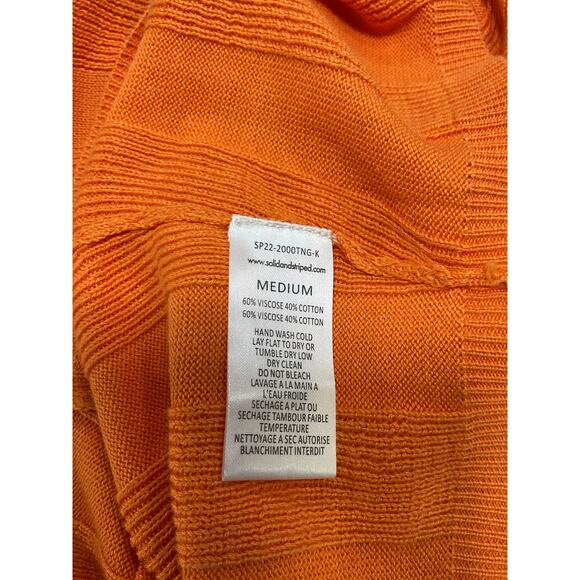 SP22-2000TNG-K
www.solidandstriped.com
MEDIUM
60% VISCOSE 40% COTTON
60% VISCOSE 40% COTTON
HAND WASH COLD
LAY FLAT TO DRY OR
TUMBLE DRY LOW
DRY CLEAN
DO NOT BLEACH
LAVAGE A LA MAIN A
L'EAU FROIDE
SECHAGE A PLAT OU
SECHAGE TAMBOUR FAIBLE
TEMPERATURE
NETTOYAGE A SEC AUTORISE
BLANCHIMENT INTERDIT